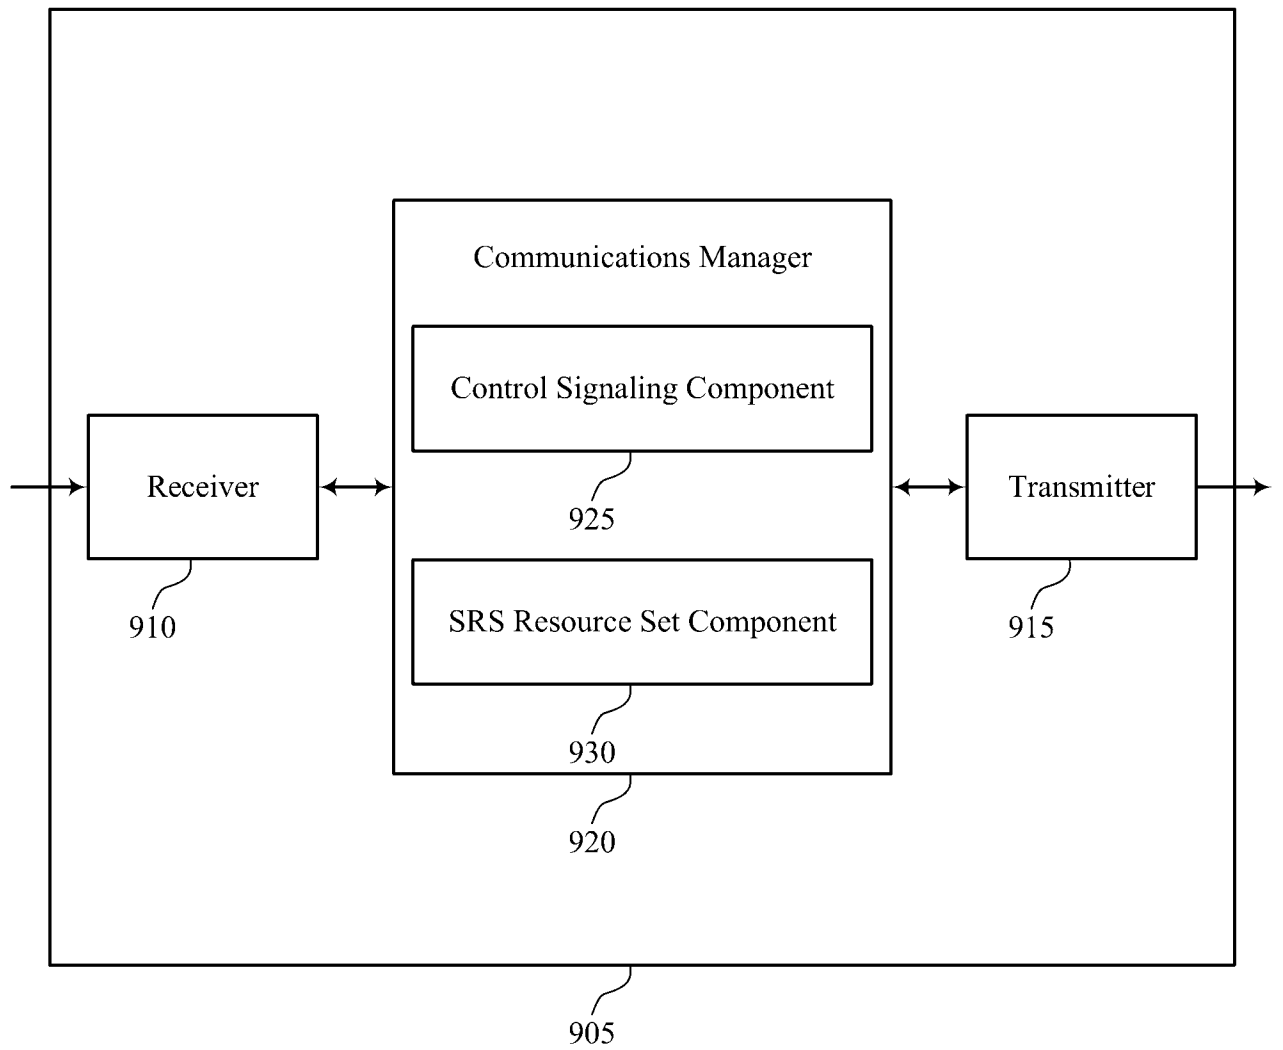 Communications Manager
Control Signaling Component
925
Receiver
910
Transmitter
915
SRS Resource Set Component
930
920
905